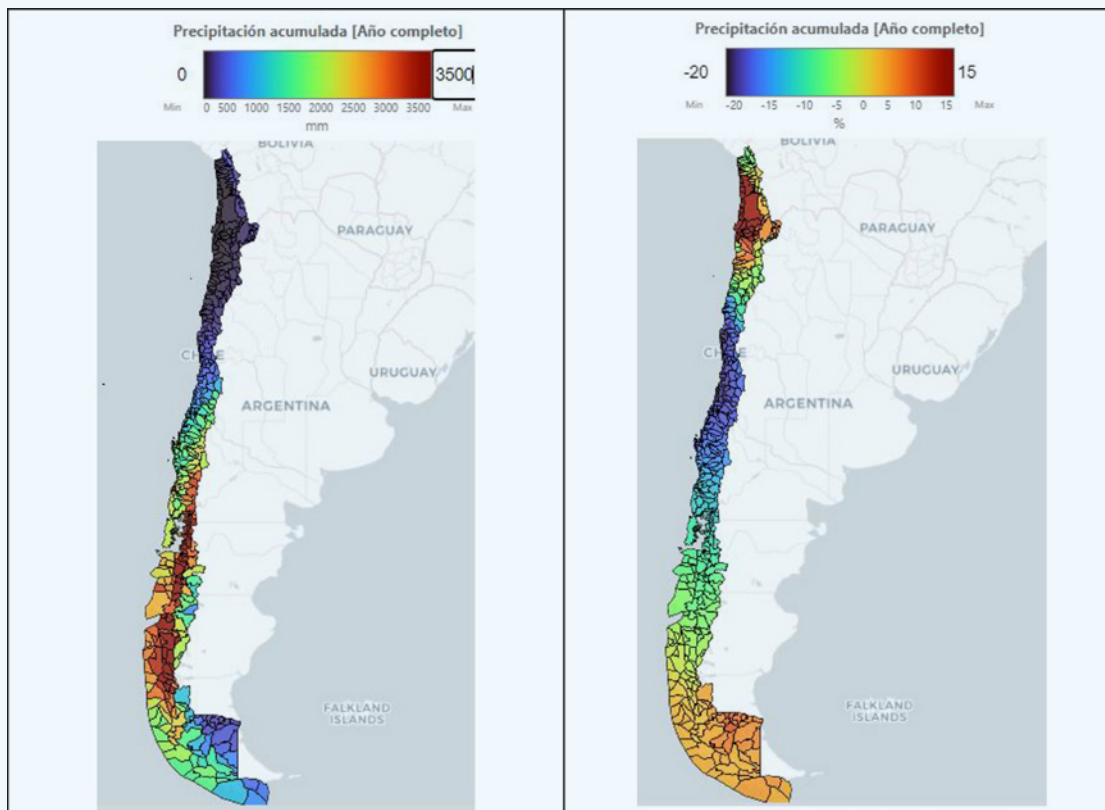 Precipitación acumulada [Año completo]
0
3500
Min
0 500 1000 1500 2000 2500 3000 3500
Max
mm
BOLIVIA
PARAGUAY
CHILE
URUGUAY
ARGENTINA
FALKLAND
ISLANDS
Precipitación acumulada [Año completo]
-20
15
Min
-20 -15 -10 -5 0 5 10 15
Max
%
BOLIVIA
PARAGUAY
CHILE
URUGUAY
ARGENTINA
FALKLAND
ISLANDS